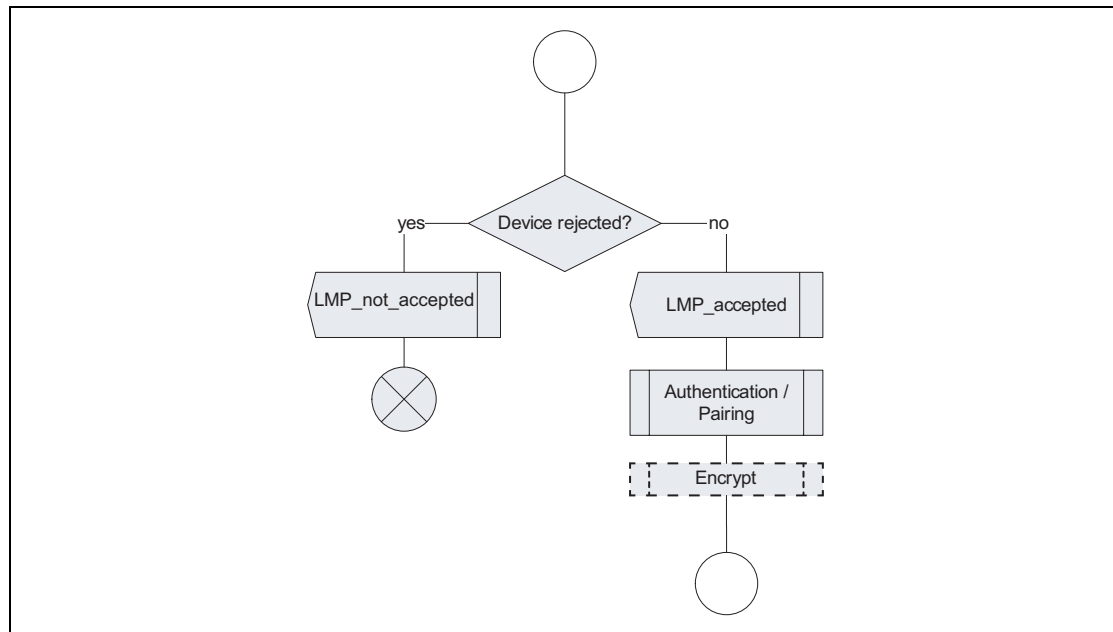 Device rejected?
yes
no
LMP_not_accepted
LMP_accepted
Authentication /
Pairing
Encrypt